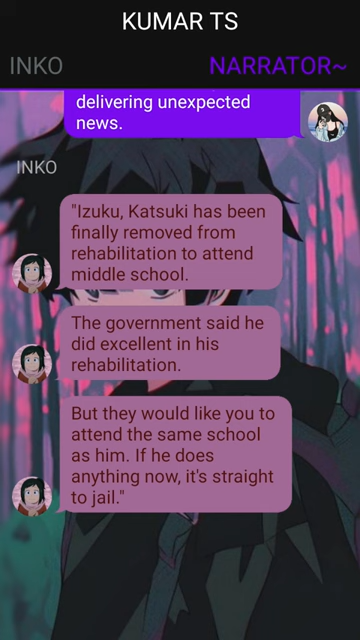 KUMAR TS
INKO
NARRATOR~
delivering unexpected
news.
INKO
"Izuku, Katsuki has been
finally removed from
rehabilitation to attend
middle school.
The government said he
did excellent in his
rehabilitation.
But they would like you to
attend the same school
as him. If he does
anything now, it's straight
to jail."